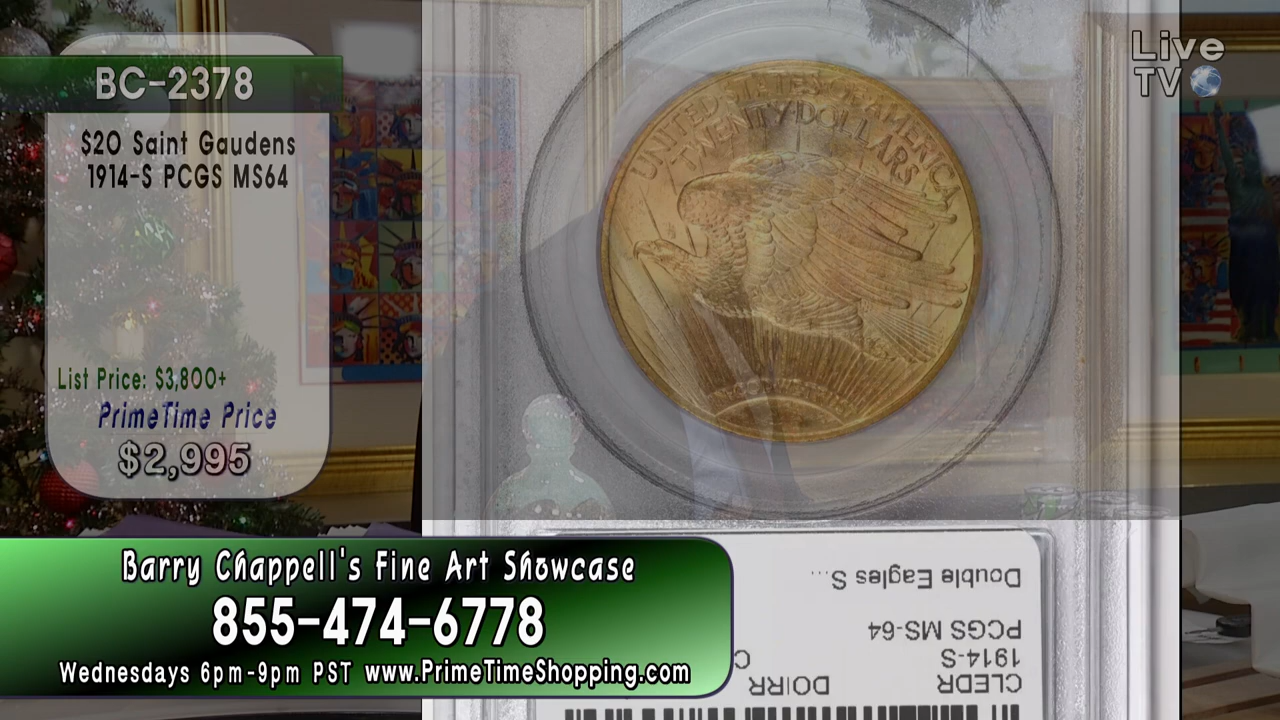 BC-2378
$20 Saint Gaudens
1914-S PCGS MS64
List Price: $3,800+
PrimeTime Price
$2,995
Live
TV
UNITED STATES OF AMERICA
TWENTY DOLLARS
Barry Chappell's Fine Art Showcase
855-474-6778
Wednesdays 6pm-9pm PST www.PrimeTimeShopping.com
Double Eagles S...
PCGS MS-64
1914-S
CLEDR DO!RR C